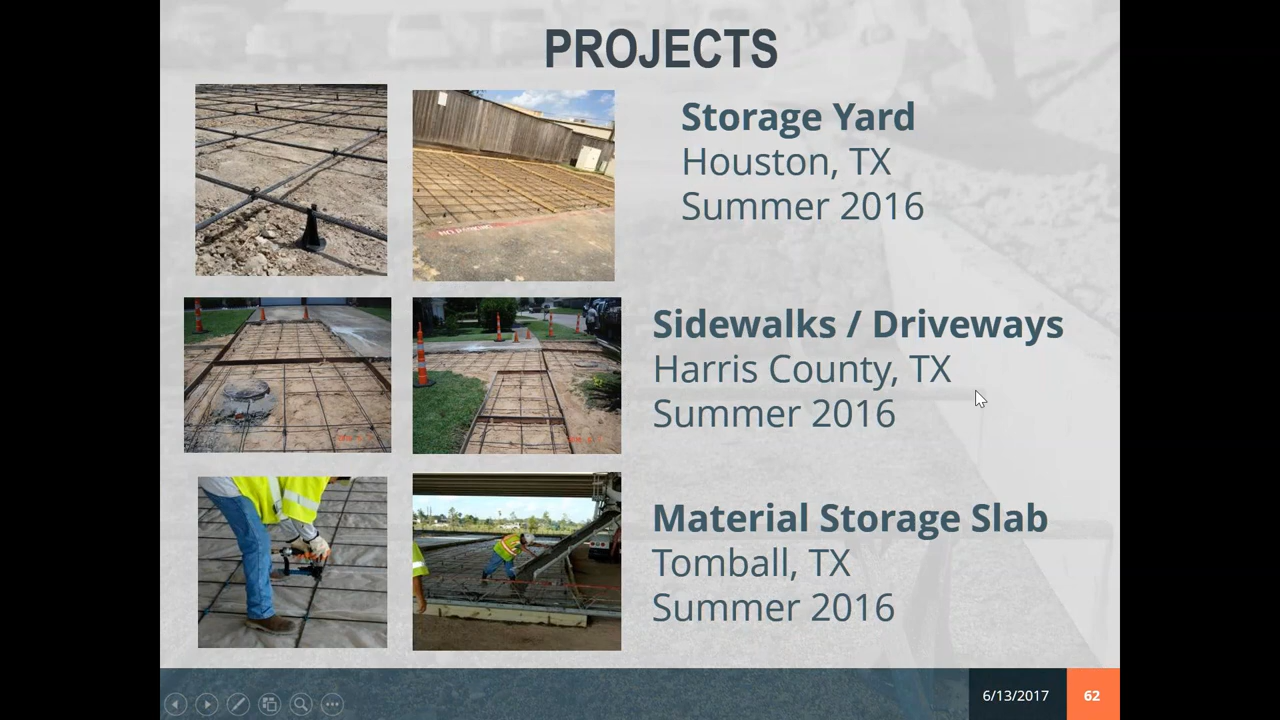 PROJECTS
Storage Yard
Houston, TX
Summer 2016
Sidewalks / Driveways
Harris County, TX
Summer 2016
Material Storage Slab
Tomball, TX
Summer 2016
6/13/2017
62